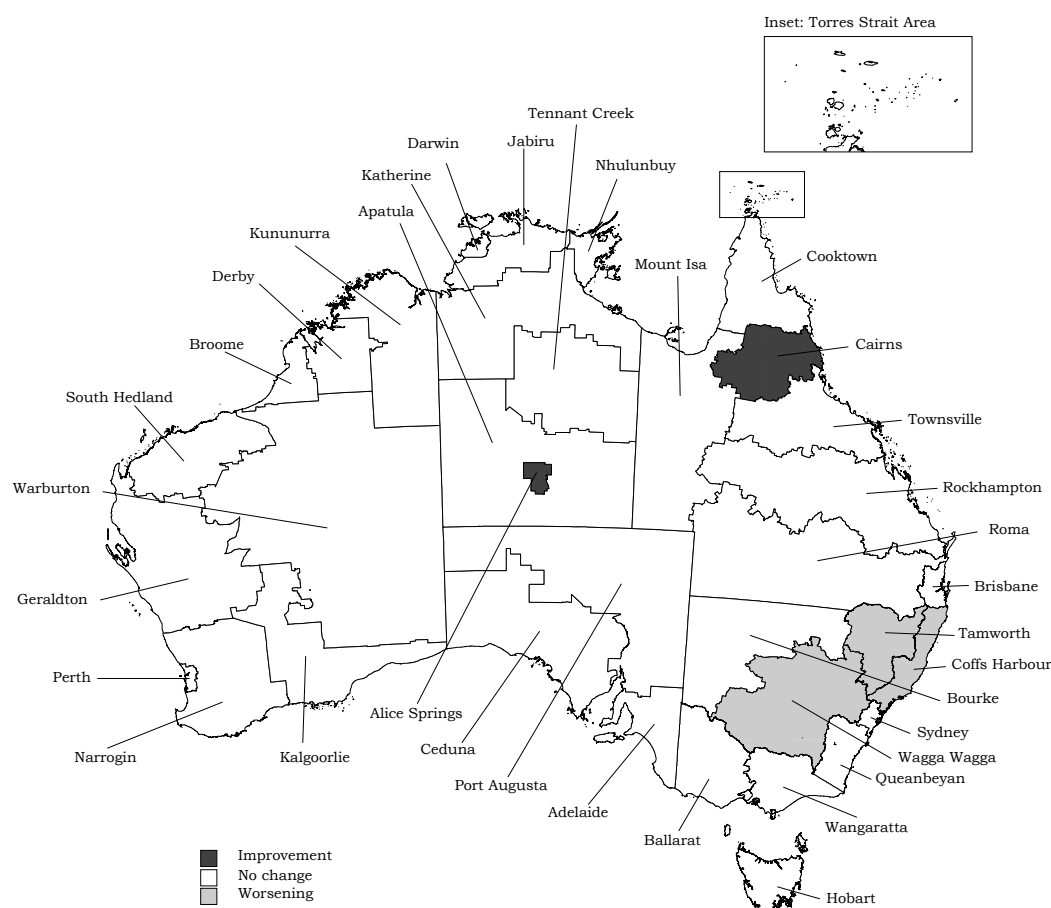 Inset: Torres Strait Area
Tennant Creek
Darwin
Jabiru
Nhulunbuy
Katherine
Apatula
Kununurra
Mount Isa
Cooktown
Derby
Broome
Cairns
South Hedland
Townsville
Warburton
Rockhampton
Roma
Geraldton
Brisbane
Tamworth
Coffs Harbour
Perth
Bourke
Alice Springs
Sydney
Narrogin
Kalgoorlie
Ceduna
Wagga Wagga
Port Augusta
Queanbeyan
Adelaide
Wangaratta
Ballarat
Improvement
No change
Worsening
Hobart